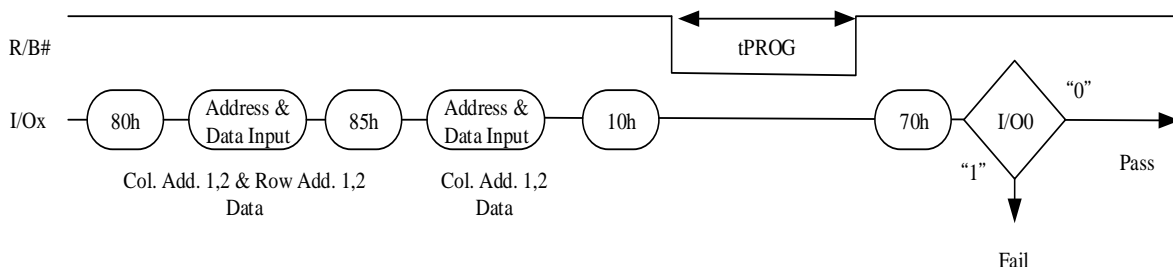 R/B#
tPROG
I/Ox
80h
Address &
Data Input
85h
Address &
Data Input
10h
70h
I/O0
“0”
“1”
Pass
Col. Add. 1,2 & Row Add. 1,2
Data
Col. Add. 1,2
Data
Fail